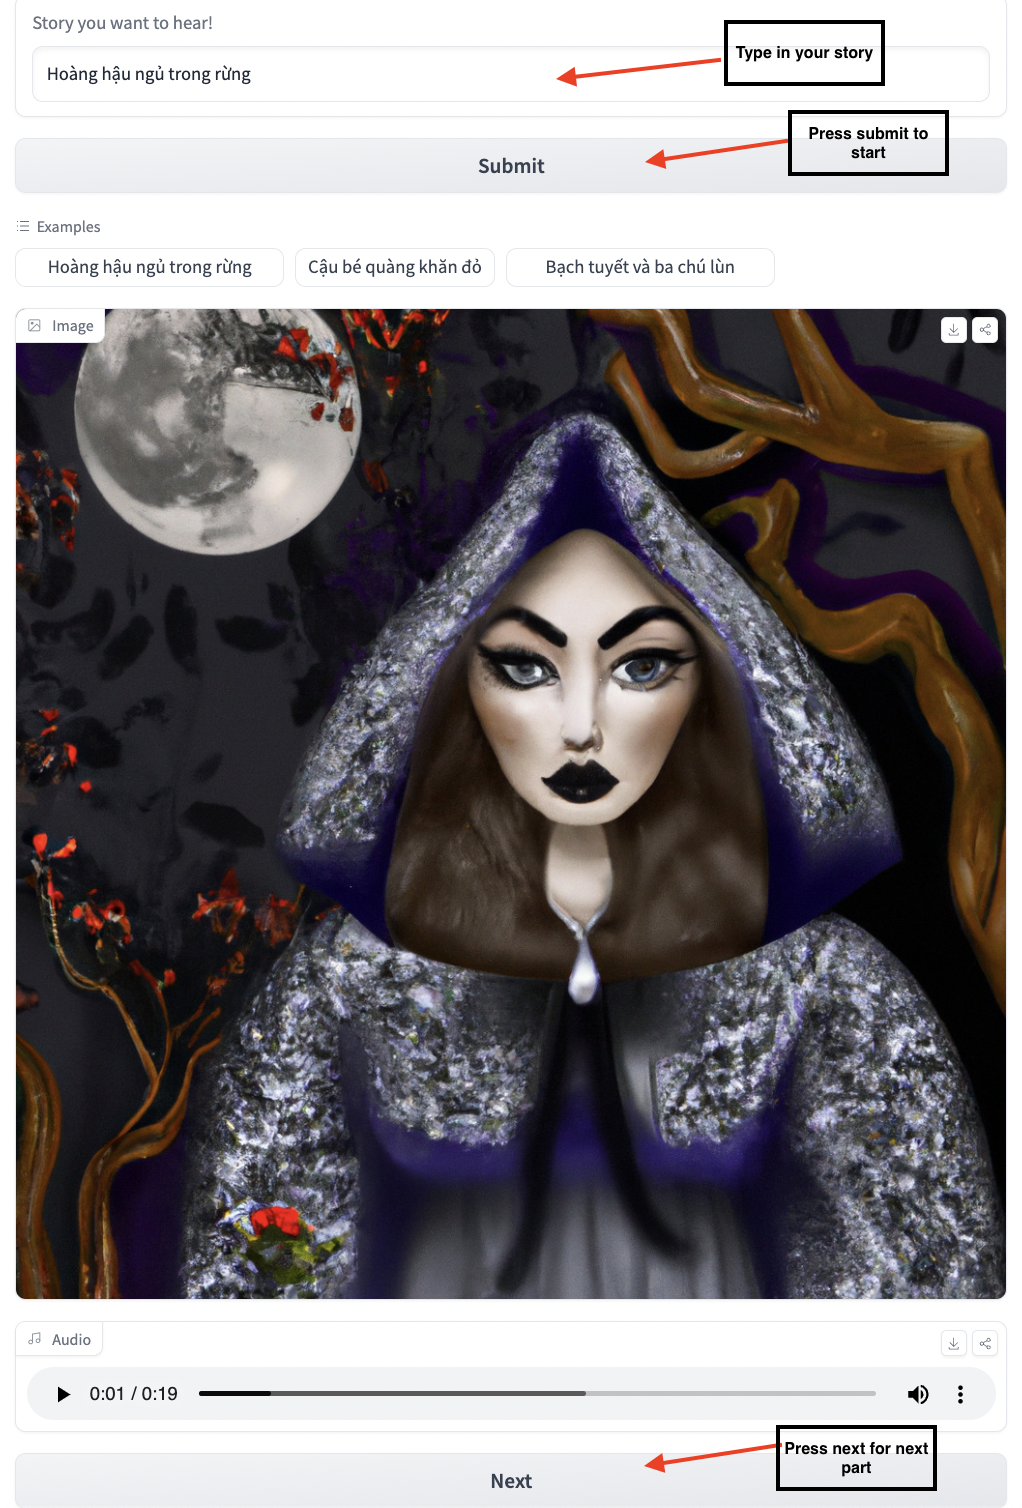 Story you want to hear!
Hoàng hậu ngủ trong rừng
Type in your story
Submit
Press submit to
start
Examples
Hoàng hậu ngủ trong rừng
Cậu bé quàng khăn đỏ
Bạch tuyết và ba chú lùn
Image
Audio
0:01 / 0:19
Next
Press next for next
part